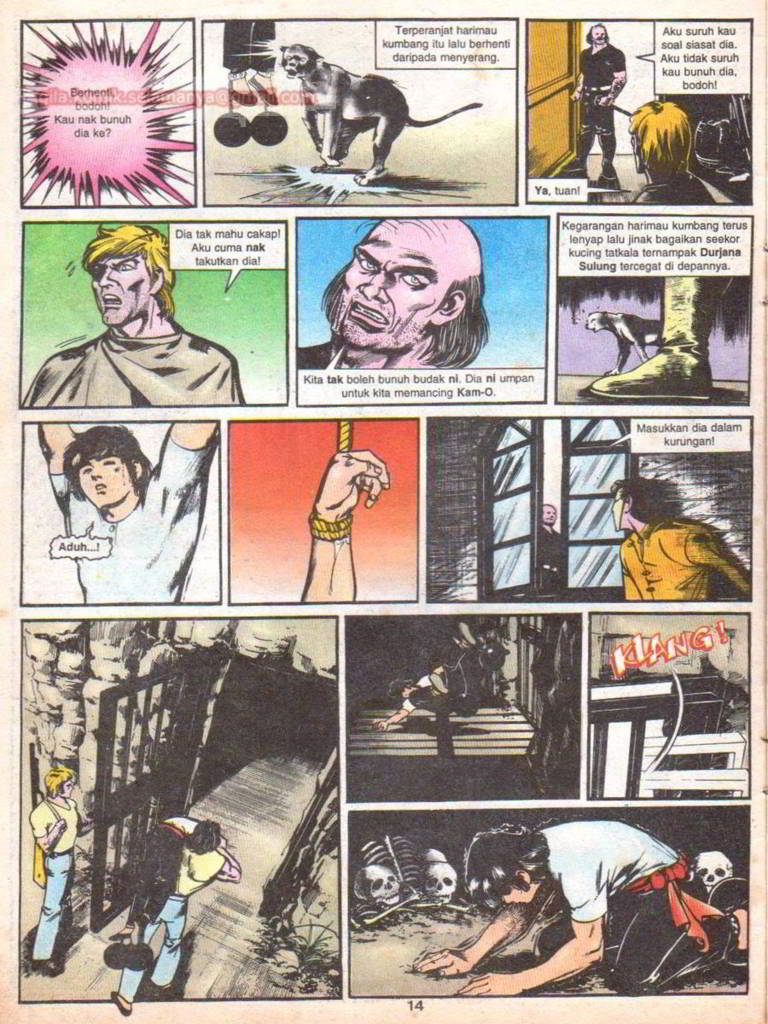 Berhenti,
bodoh!
Kau nak bunuh
dia ke?
Terperanjat harimau
kumbang itu lalu berhenti
daripada menyerang.
Aku suruh kau
soal siasat dia.
Aku tidak suruh
kau bunuh dia,
bodoh!
Ya, tuan!
Dia tak mahu cakap!
Aku cuma nak
takutkan dia!
Kita tak boleh bunuh budak ni. Dia ni umpan
untuk kita memancing Kam-O.
Kegarangan harimau kumbang terus
lenyap lalu jinak bagaikan seekor
kucing tatkala ternampak Durjana
Sulung tercegat di depannya.
Aduh...!
Masukkan dia dalam
kurungan!
KLANG!
14